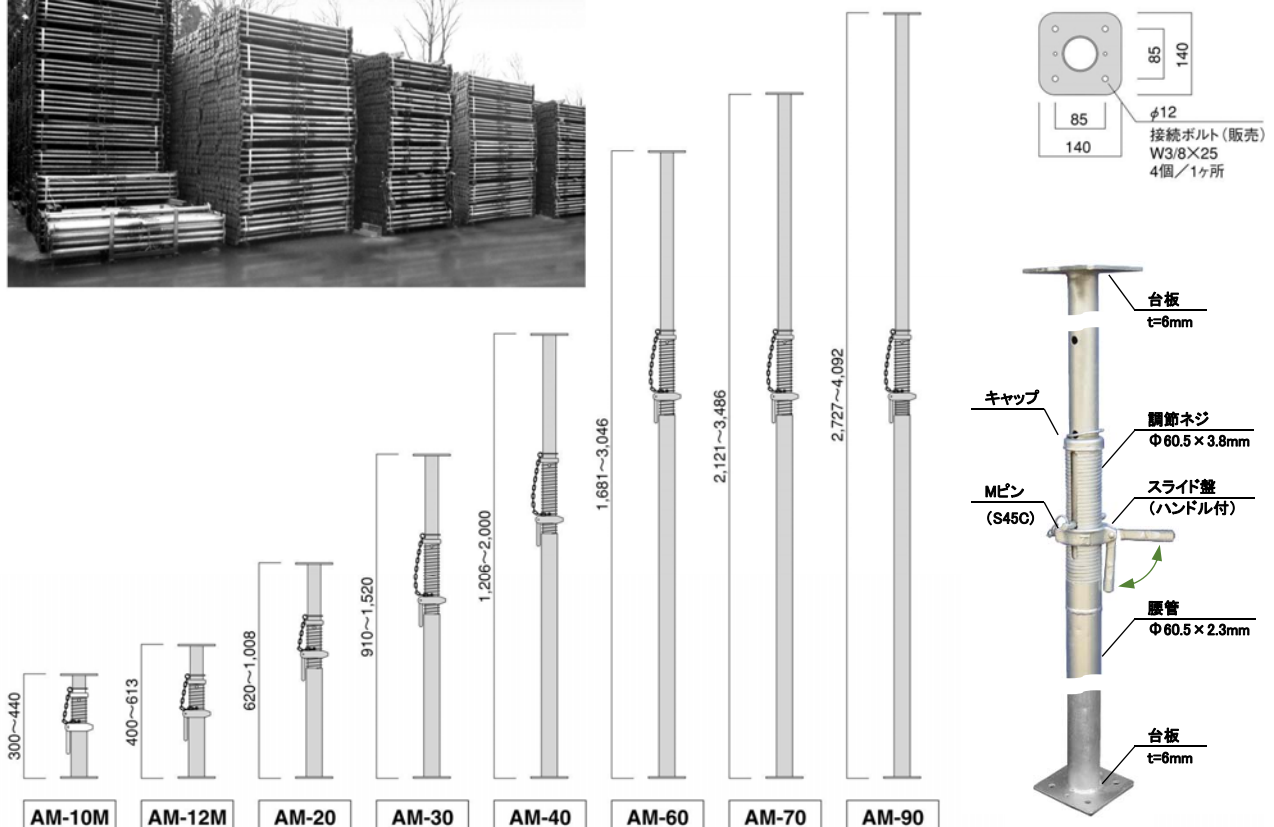 85
140
85
140
φ12
接続ボルト（販売）
W3/8×25
4個／1ヶ所
300〜440
400〜613
620〜1,008
910〜1,520
1,206〜2,000
1,681〜3,046
2,121〜3,486
2,727〜4,092
台板
t=6mm
キャップ
調節ネジ
Φ60.5×3.8mm
Mピン
（S45C）
スライド盤
（ハンドル付）
腰管
Φ60.5×2.3mm
台板
t=6mm
AM-10M
AM-12M
AM-20
AM-30
AM-40
AM-60
AM-70
AM-90